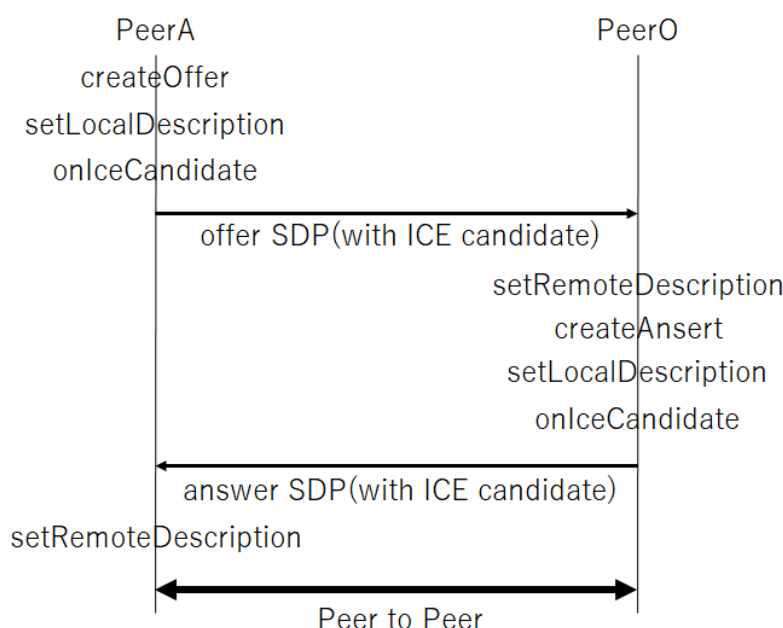 PeerA
PeerO
createOffer
setLocalDescription
onIceCandidate
offer SDP(with ICE candidate)
setRemoteDescription
createAnsert
setLocalDescription
onIceCandidate
answer SDP(with ICE candidate)
setRemoteDescription
Peer to Peer